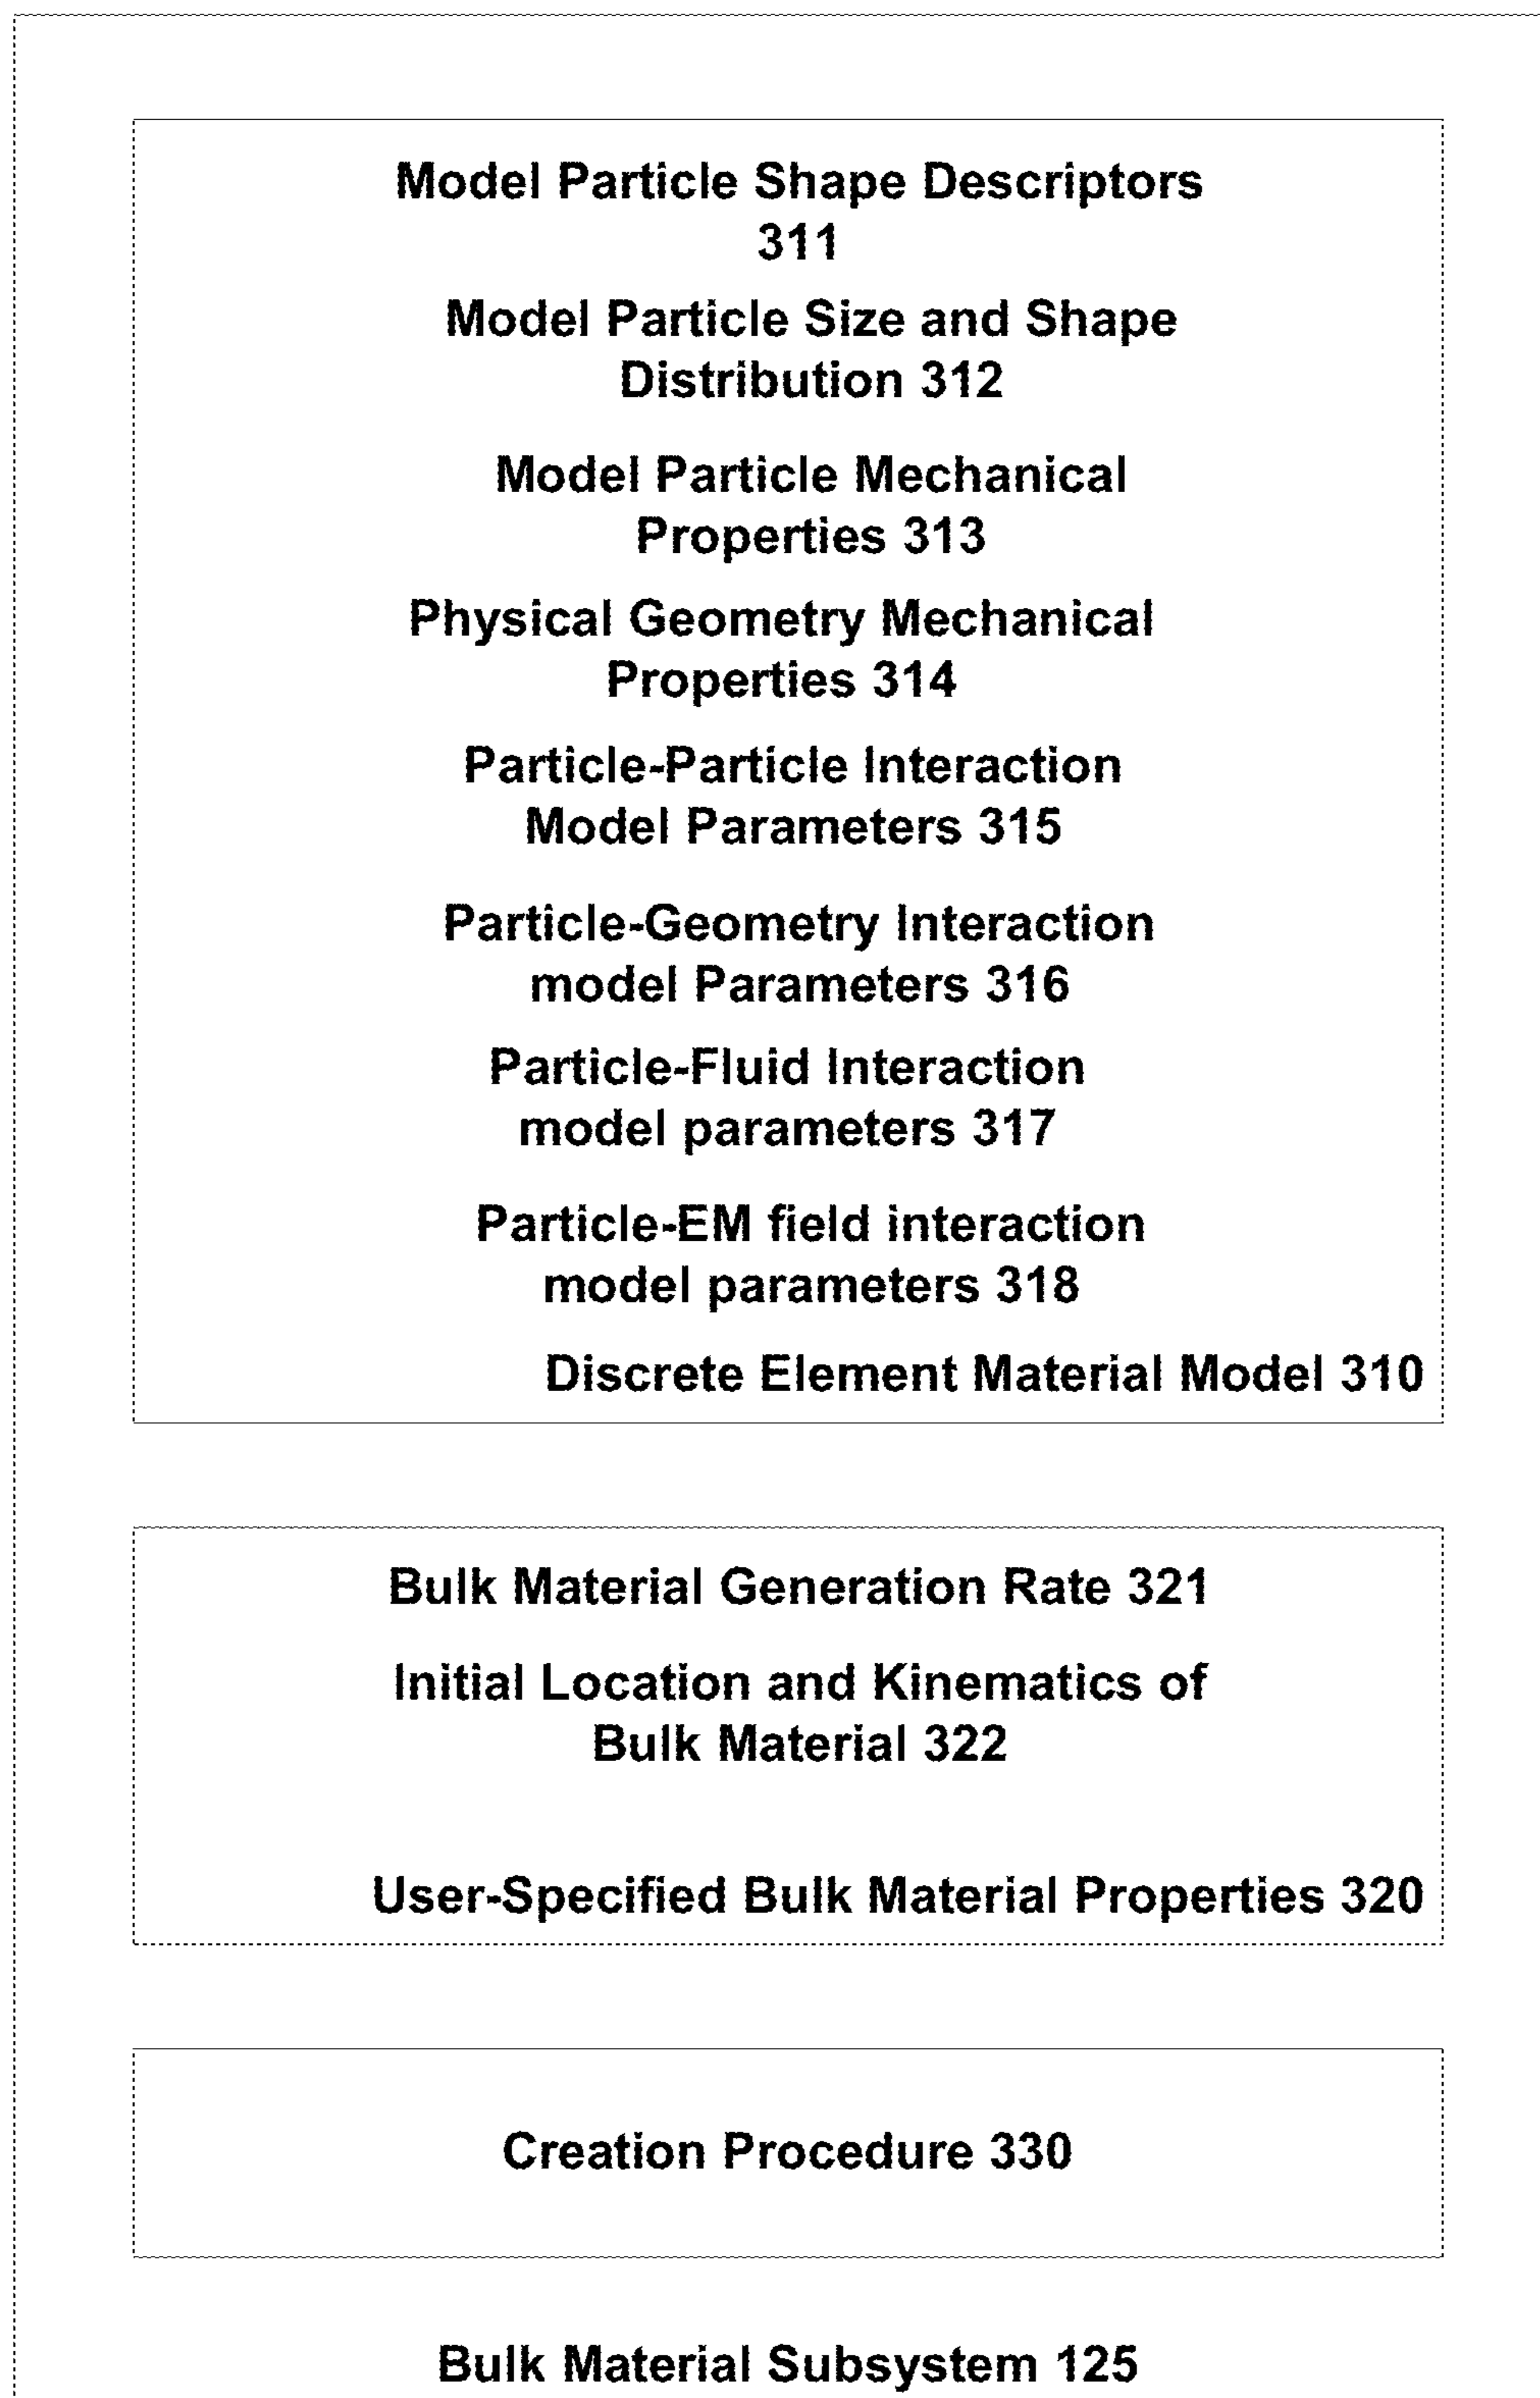 Model Particle Shape Descriptors
311
Model Particle Size and Shape
Distribution 312
Model Particle Mechanical
Properties 313
Physical Geometry Mechanical
Properties 314
Particle-Particle Interaction
Model Parameters 315
Particle-Geometry Interaction
model Parameters 316
Particle-Fluid Interaction
model parameters 317
Particle-EM field interaction
model parameters 318
Discrete Element Material Model 310
Bulk Material Generation Rate 321
Initial Location and Kinematics of
Bulk Material 322
User-Specified Bulk Material Properties 320
Creation Procedure 330
Bulk Material Subsystem 125